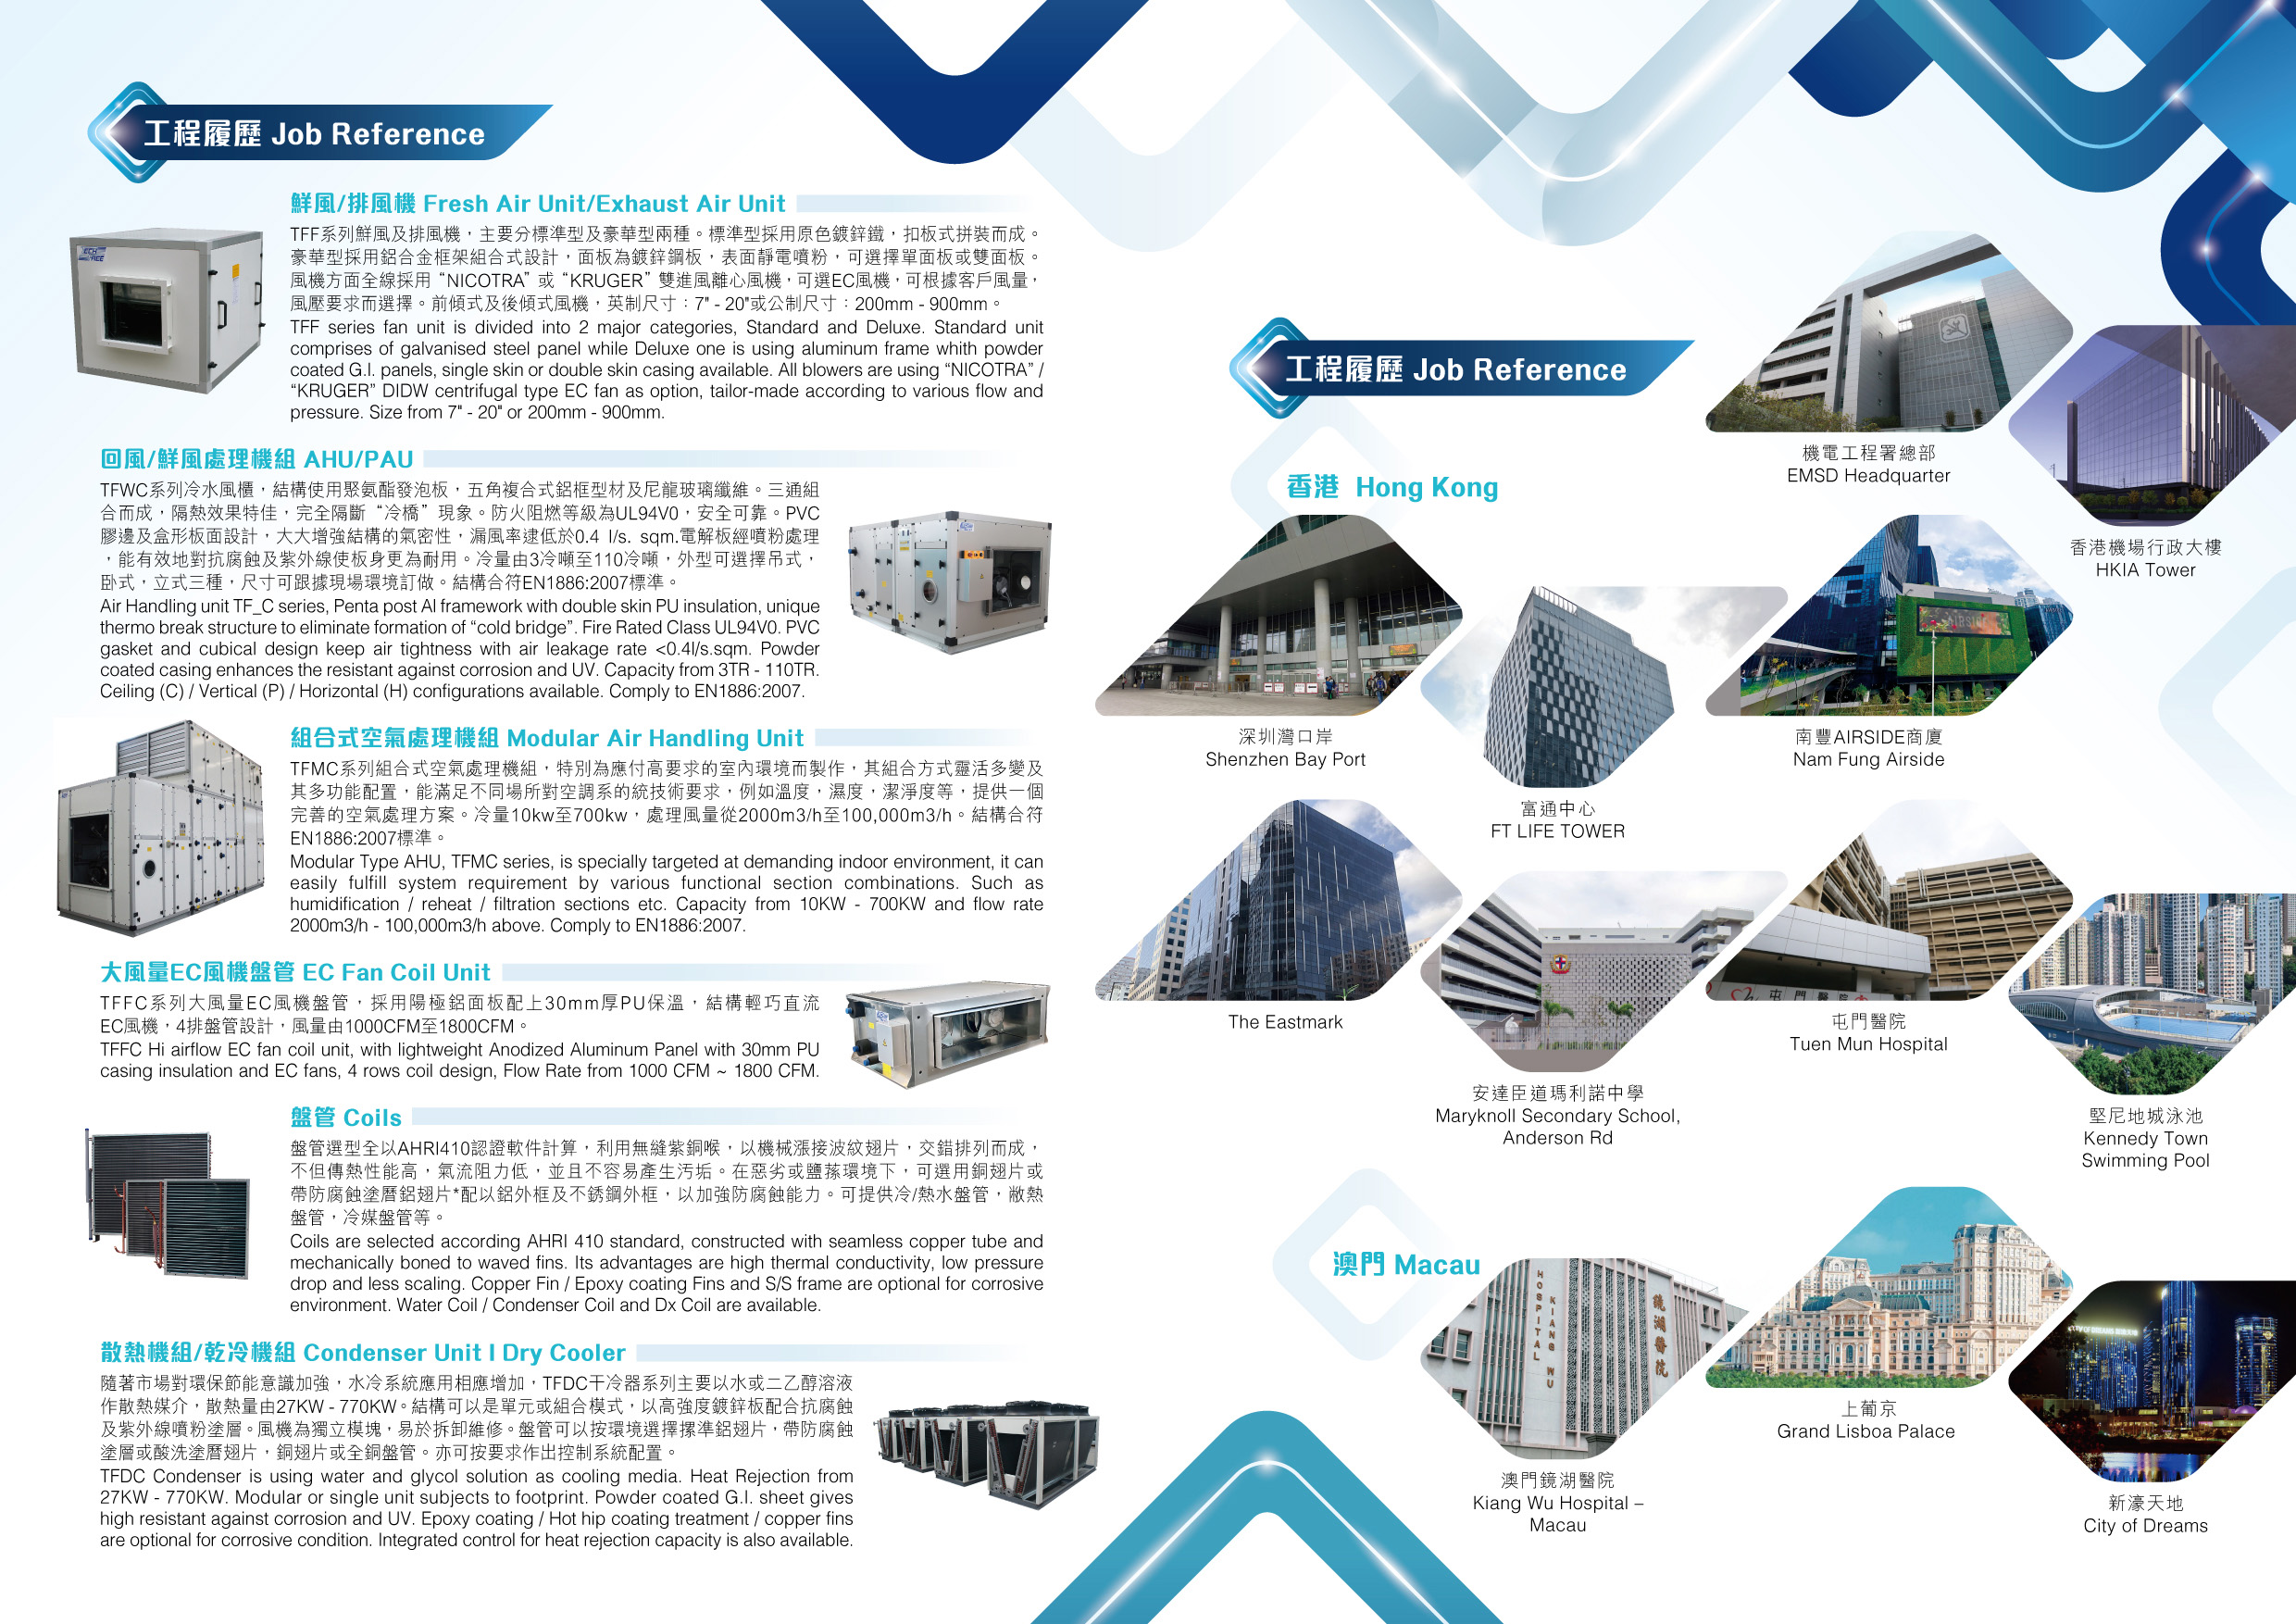 工程履歷 Job Reference
鮮風/排風機 Fresh Air Unit/Exhaust Air Unit
TFF系列鮮風及排風機，主要分標準型及豪華型兩種。標準型採用原色鍍鋅鐵，扣板式拼裝而成。
豪華型採用鋁合金框架組合式設計，面板為鍍鋅鋼板，表面靜電噴粉，可選擇單面板或雙面板。
風機方面全線採用“NICOTRA”或“KRUGER”雙進風離心風機，可選EC風機，可根據客戶風量，
風壓要求而選擇。前傾式及後傾式風機，英制尺寸：7" - 20"或公制尺寸：200mm - 900mm。
TFF series fan unit is divided into 2 major categories, Standard and Deluxe. Standard unit
comprises of galvanised steel panel while Deluxe one is using aluminum frame whith powder
coated G.I. panels, single skin or double skin casing available. All blowers are using “NICOTRA” /
“KRUGER” DIDW centrifugal type EC fan as option, tailor-made according to various flow and
pressure. Size from 7" - 20" or 200mm - 900mm.
回風/鮮風處理機組 AHU/PAU
TFWC系列冷水風櫃，結構使用聚氨酯發泡板，五角複合式鋁框型材及尼龍玻璃纖維。三通組
合而成，隔熱效果特佳，完全隔斷“冷橋”現象。防火阻燃等級為UL94V0，安全可靠。PVC
膠邊及盒形板面設計，大大增強結構的氣密性，漏風率逮低於0.4 l/s. sqm.電解板經噴粉處理
，能有效地對抗腐蝕及紫外線使板身更為耐用。冷量由3冷噸至110冷噸，外型可選擇吊式，
卧式，立式三種，尺寸可跟據現場環境訂做。結構合符EN1886:2007標準。
Air Handling unit TF_C series, Penta post Al framework with double skin PU insulation, unique
thermo break structure to eliminate formation of “cold bridge”. Fire Rated Class UL94V0. PVC
gasket and cubical design keep air tightness with air leakage rate <0.4l/s.sqm. Powder
coated casing enhances the resistant against corrosion and UV. Capacity from 3TR - 110TR.
Ceiling (C) / Vertical (P) / Horizontal (H) configurations available. Comply to EN1886:2007.
組合式空氣處理機組 Modular Air Handling Unit
TFMC系列組合式空氣處理機組，特別為應付高要求的室內環境而製作，其組合方式靈活多變及
其多功能配置，能滿足不同場所對空調系的統技術要求，例如溫度，濕度，潔淨度等，提供一個
完善的空氣處理方案。冷量10kw至700kw，處理風量從2000m3/h至100,000m3/h。結構合符
EN1886:2007標準。
Modular Type AHU, TFMC series, is specially targeted at demanding indoor environment, it can
easily fulfill system requirement by various functional section combinations. Such as
humidification / reheat / filtration sections etc. Capacity from 10KW - 700KW and flow rate
2000m3/h - 100,000m3/h above. Comply to EN1886:2007.
大風量EC風機盤管 EC Fan Coil Unit
TFFC系列大風量EC風機盤管，採用陽極鋁面板配上30mm厚PU保溫，結構輕巧直流
EC風機，4排盤管設計，風量由1000CFM至1800CFM。
TFFC Hi airflow EC fan coil unit, with lightweight Anodized Aluminum Panel with 30mm PU
casing insulation and EC fans, 4 rows coil design, Flow Rate from 1000 CFM ~ 1800 CFM.
盤管 Coils
盤管選型全以AHRI410認證軟件計算，利用無縫紫銅喉，以機械漲接波紋翅片，交錯排列而成，
不但傳熱性能高，氣流阻力低，並且不容易產生汚垢。在惡劣或鹽蓀環境下，可選用銅翅片或
帶防腐蝕塗曆鋁翅片*配以鋁外框及不銹鋼外框，以加強防腐蝕能力。可提供冷/熱水盤管，敝熱
盤管，冷媒盤管等。
Coils are selected according AHRI 410 standard, constructed with seamless copper tube and
mechanically boned to waved fins. Its advantages are high thermal conductivity, low pressure
drop and less scaling. Copper Fin / Epoxy coating Fins and S/S frame are optional for corrosive
environment. Water Coil / Condenser Coil and Dx Coil are available.
散熱機組/乾冷機組 Condenser Unit l Dry Cooler
隨著市場對環保節能意識加強，水冷系統應用相應增加，TFDC干冷器系列主要以水或二乙醇溶液
作散熱媒介，散熱量由27KW - 770KW。結構可以是單元或組合模式，以高強度鍍鋅板配合抗腐蝕
及紫外線噴粉塗層。風機為獨立模塊，易於拆卸維修。盤管可以按環境選擇摞準鋁翅片，帶防腐蝕
塗層或酸洗塗曆翅片，銅翅片或全銅盤管。亦可按要求作出控制系統配置。
TFDC Condenser is using water and glycol solution as cooling media. Heat Rejection from
27KW - 770KW. Modular or single unit subjects to footprint. Powder coated G.I. sheet gives
high resistant against corrosion and UV. Epoxy coating / Hot hip coating treatment / copper fins
are optional for corrosive condition. Integrated control for heat rejection capacity is also available.
工程履歷 Job Reference
香港 Hong Kong
機電工程署總部
EMSD Headquarter
香港機場行政大樓
HKIA Tower
深圳灣口岸
Shenzhen Bay Port
富通中心
FT LIFE TOWER
AIRSIDE
南豐AIRSIDE商廈
Nam Fung Airside
The Eastmark
安達臣道瑪利諾中學
Maryknoll Secondary School,
Anderson Rd
屯門醫院
屯門醫院
Tuen Mun Hospital
堅尼地城泳池
Kennedy Town
Swimming Pool
澳門 Macau
HOSPITAL
KIANG WU
鏡湖醫院
澳門鏡湖醫院
Kiang Wu Hospital –
Macau
上葡京
Grand Lisboa Palace
CITY OF DREAMS
新濠天地
City of Dreams